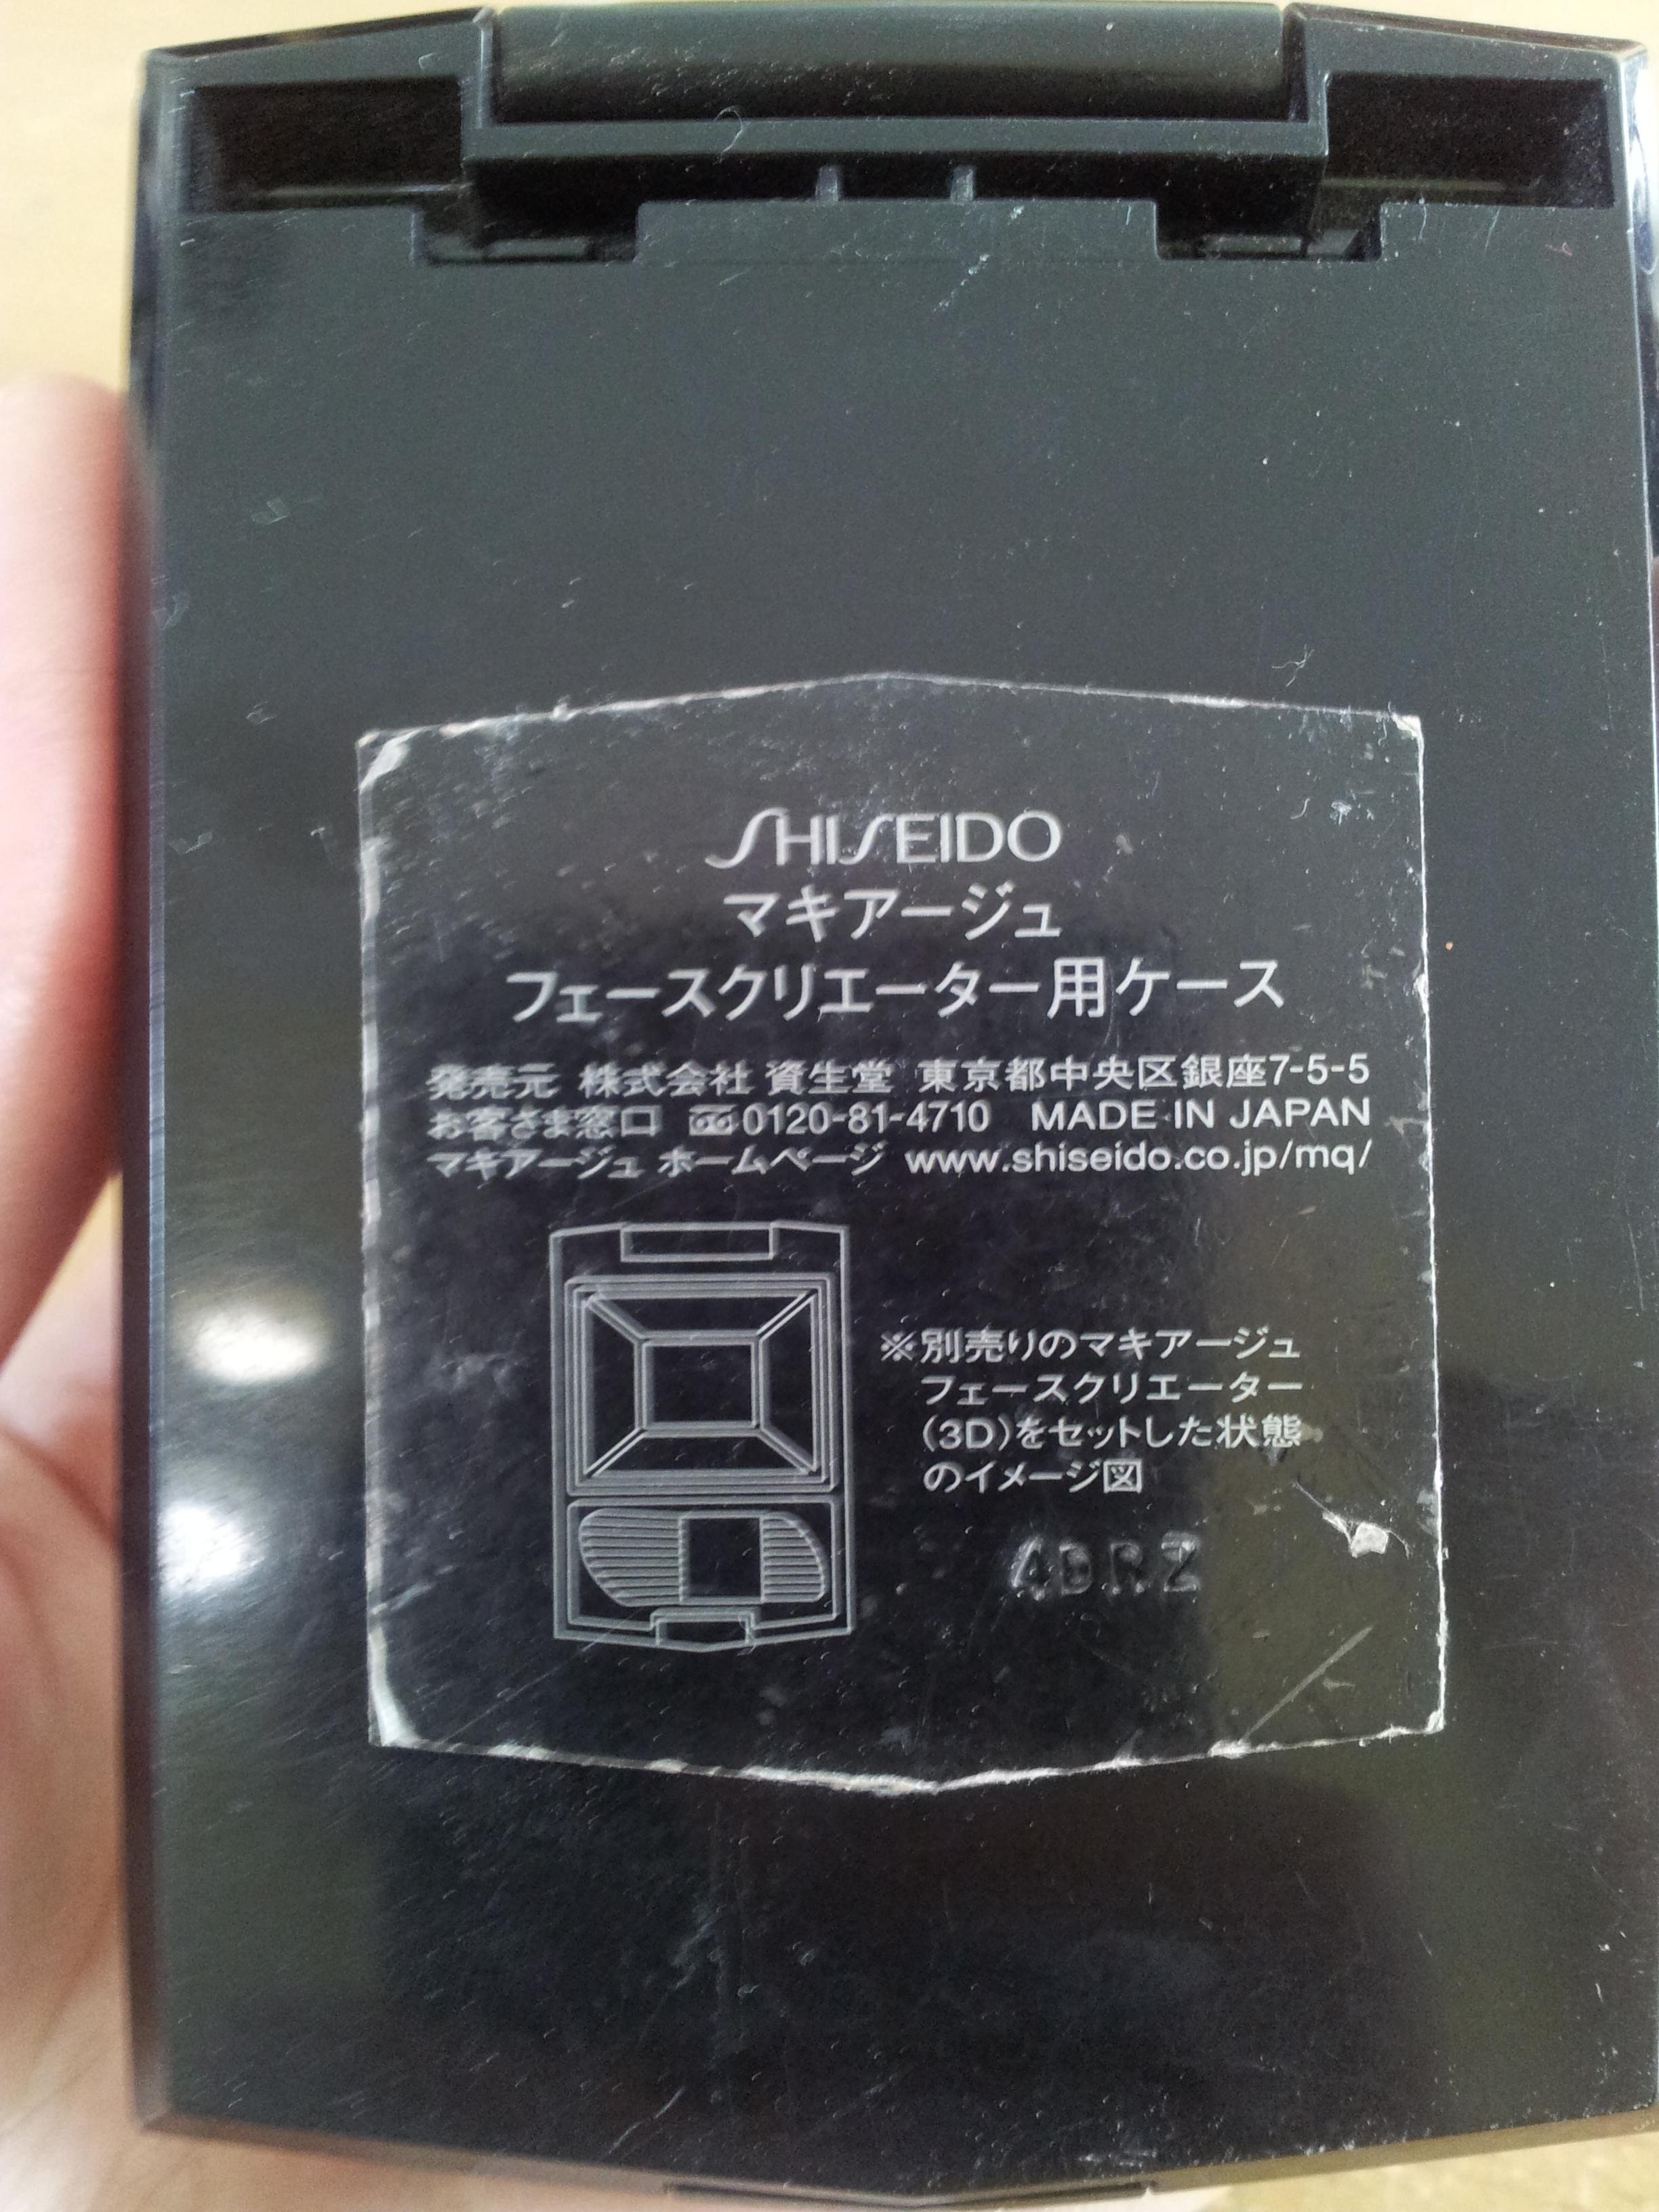 SHISEIDO
マキアージュ
フェースクリエーター用ケース
発売元 株式会社 資生堂 東京都中央区銀座7-5-5
お客さま窓口 0120-81-4710 MADE IN JAPAN
マキアージュ ホームページ www.shiseido.co.jp/mq/
※別売りのマキアージュ
フェースクリエーター
(3D)をセットした状態
のイメージ図